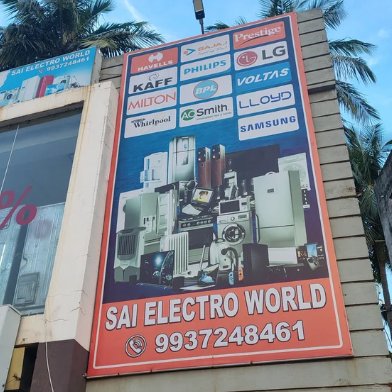 SAI ELECTRO WORLD
9937248461
%
HAVELLS
BAJAJ
Prestige
KAFF
PHILIPS
LG
MILTON
BPL
VOLTAS
AO Smith
LLOYD
Whirlpool
SAMSUNG
SAI ELECTRO WORLD
9937248461